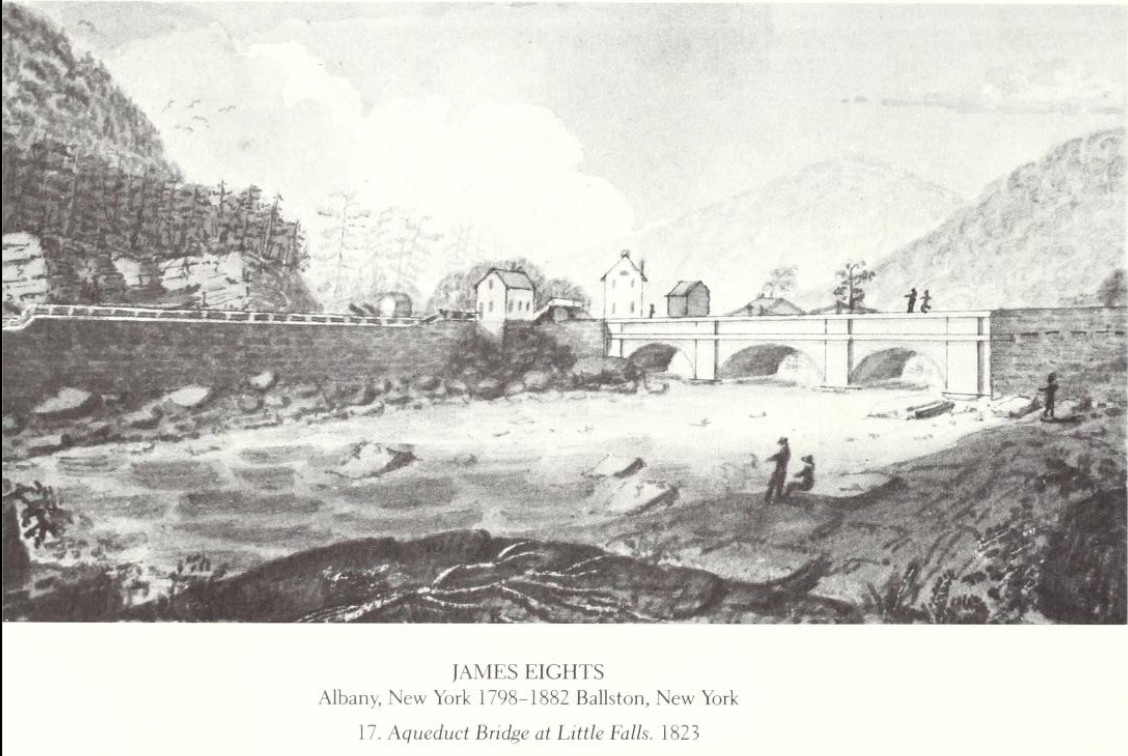 JAMES EIGHTS
Albany, New York 1798–1882 Ballston, New York
17. Aqueduct Bridge at Little Falls. 1823